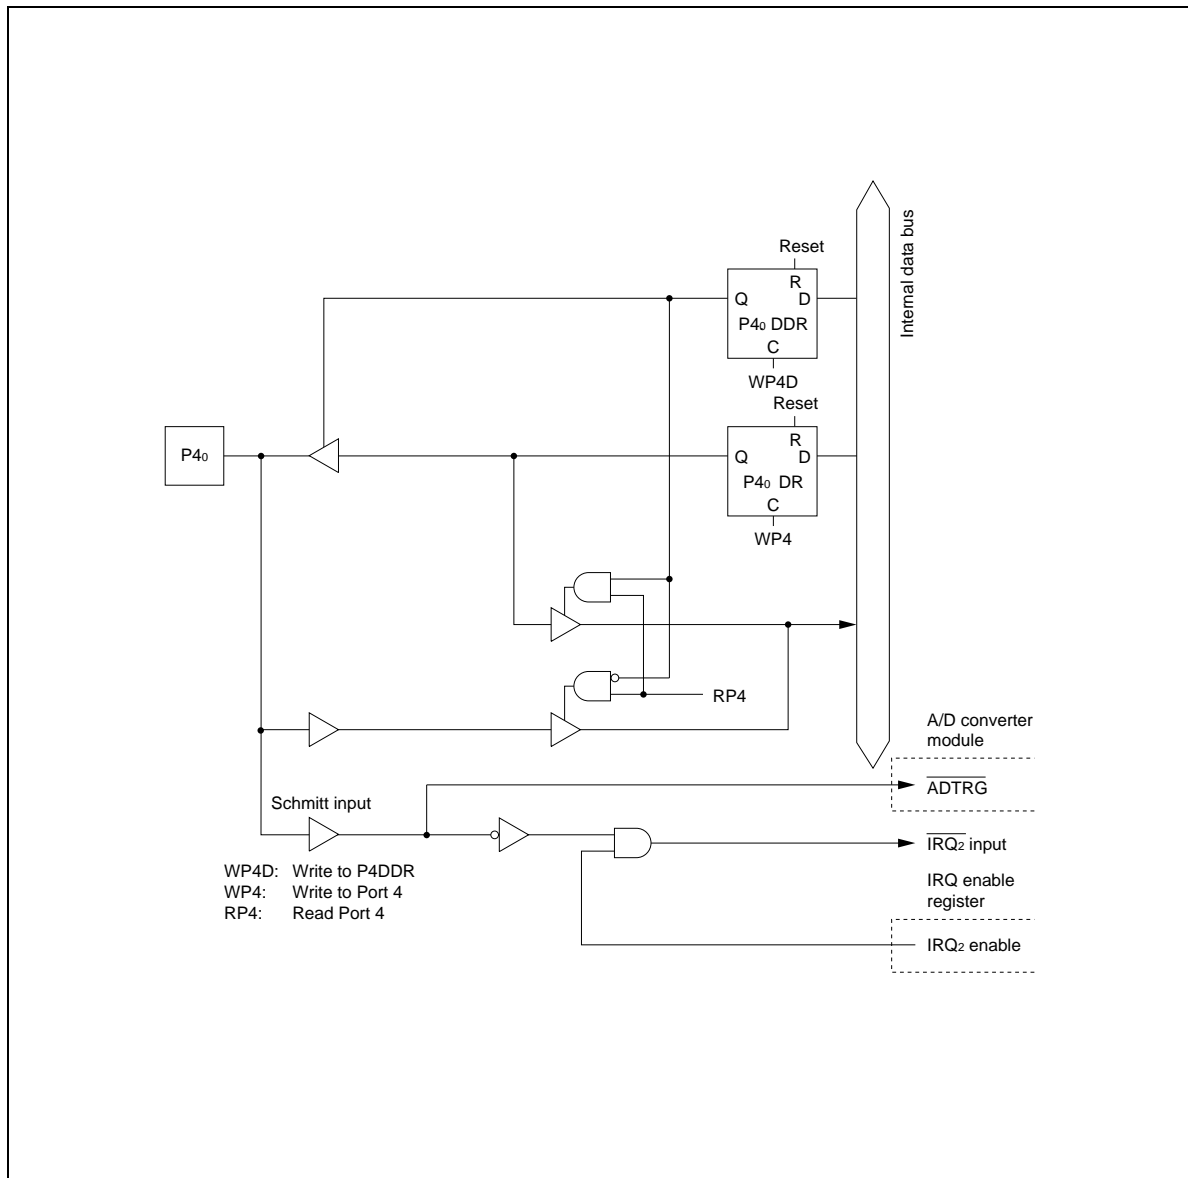 Reset
R
Q D
P4₀ DDR
C
WP4D
Internal data bus
Reset
R
Q D
P4₀ DR
C
WP4
P4₀
RP4
A/D converter
module
ADTRG
Schmitt input
IRQ₂ input
WP4D: Write to P4DDR
WP4: Write to Port 4
RP4: Read Port 4
IRQ enable
register
IRQ₂ enable